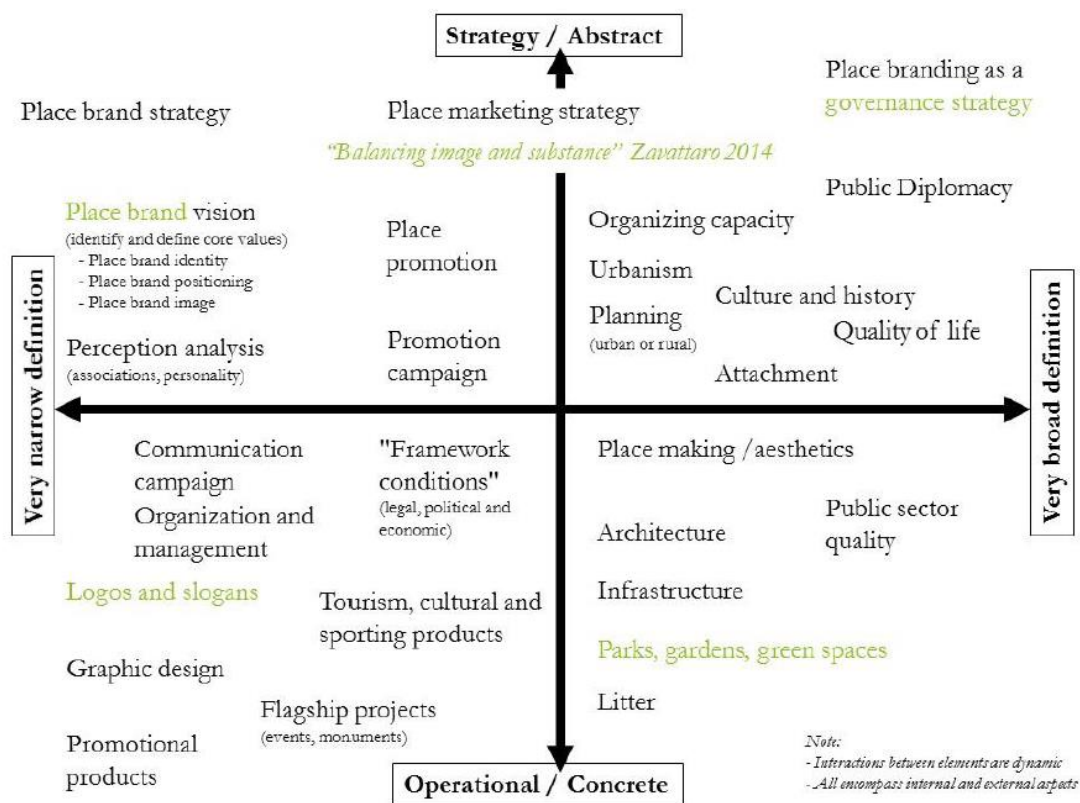 Strategy / Abstract
Place branding as a
governance strategy
Place brand strategy
Place marketing strategy
"Balancing image and substance" Zavattaro 2014
Public Diplomacy
Place brand vision
(identify and define core values)
- Place brand identity
- Place brand positioning
- Place brand image
Place
promotion
Organizing capacity
Urbanism
Culture and history
Planning
(urban or rural)
Quality of life
Perception analysis
(associations, personality)
Promotion
campaign
Attachment
Very narrow definition
Very broad definition
Communication
campaign
Organization and
management
"Framework
conditions"
(legal, political and
economic)
Place making /aesthetics
Architecture
Public sector
quality
Logos and slogans
Tourism, cultural and
sporting products
Infrastructure
Graphic design
Parks, gardens, green spaces
Flagship projects
(events, monuments)
Litter
Promotional
products
Operational / Concrete
Note:
- Interactions between elements are dynamic
- All encompass internal and external aspects